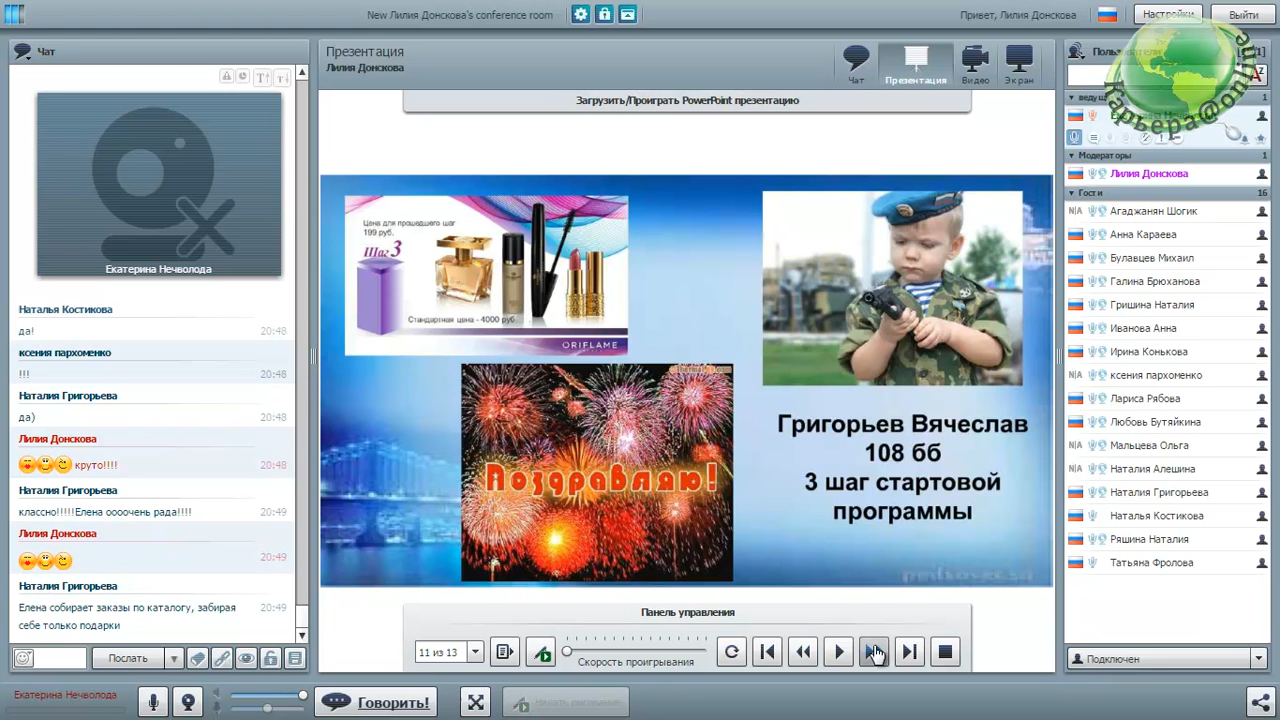 New Лилия Донскова's conference room
Привет, Лилия Донскова
Настройки
Выйти
Чат
Екатерина Нечволода
Наталья Костикова
да!
20:48
ксения пархоменко
!!!
20:48
Наталия Григорьева
да)
20:48
Лилия Донскова
круто!!!!
20:48
Наталия Григорьева
классно!!!!!Елена оооочень рада!!!!
20:49
Лилия Донскова
20:49
Наталия Григорьева
Елена собирает заказы по каталогу, забирая
себе только подарки
20:49
Послать
Презентация
Лилия Донскова
Чат
Презентация
Видео
Экран
Загрузить/Проиграть PowerPoint презентацию
Цена для прошедшего шаг
199 руб.
Шаг 3
Стандартная цена - 4000 руб.
ORIFLAME
Поздравляю!
Григорьев Вячеслав
108 бб
3 шаг стартовой
программы
Панель управления
11 из 13
Скорость проигрывания
Пользователи
карьера@online
1
Модераторы
1
Лилия Донскова
Гости
16
N/A Агаджанян Шогик
Анна Караева
Булавцев Михаил
Галина Брюханова
Гришина Наталия
Иванова Анна
Ирина Конькова
N/A ксения пархоменко
Лариса Рябова
Любовь Бутяйкина
N/A Мальцева Ольга
N/A Наталия Алешина
Наталия Григорьева
Наталья Костикова
Ряшина Наталия
Татьяна Фролова
Подключен
Екатерина Нечволода
Говорить!